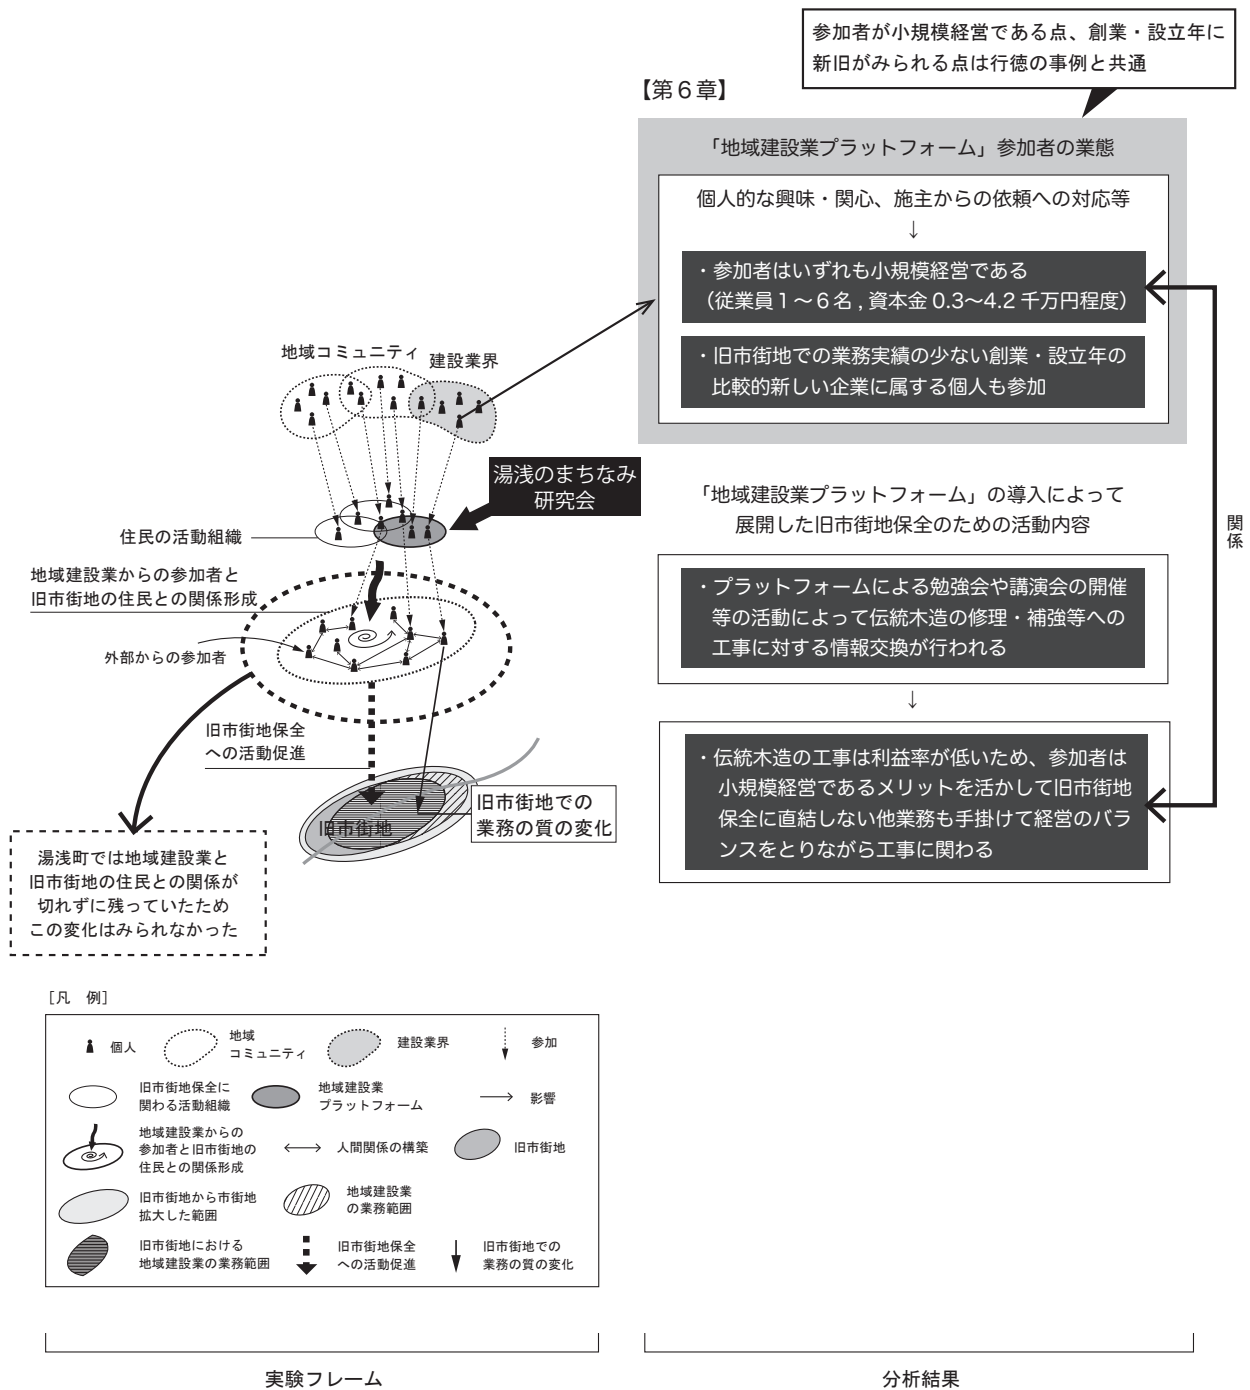 参加者が小規模経営である点、創業・設立年に
新旧がみられる点は行徳の事例と共通
【第6章】
「地域建設業プラットフォーム」参加者の業態
個人的な興味・関心、施主からの依頼への対応等
↓
・参加者はいずれも小規模経営である
（従業員1～6名,資本金0.3～4.2千万円程度）
・旧市街地での業務実績の少ない創業・設立年の
比較的新しい企業に属する個人も参加
「地域建設業プラットフォーム」の導入によって
展開した旧市街地保全のための活動内容
・プラットフォームによる勉強会や講演会の開催
等の活動によって伝統木造の修理・補強等への
工事に対する情報交換が行われる
↓
・伝統木造の工事は利益率が低いため、参加者は
小規模経営であるメリットを活かして旧市街地
保全に直結しない他業務も手掛けて経営のバラ
ンスをとりながら工事に関わる
関係
地域コミュニティ
建設業界
湯浅のまちなみ
研究会
住民の活動組織
地域建設業からの参加者と
旧市街地の住民との関係形成
外部からの参加者
旧市街地保全
への活動促進
旧市街地
旧市街地での
業務の質の変化
湯浅町では地域建設業と
旧市街地の住民との関係が
切れずに残っていたため
この変化はみられなかった
［凡　例］
個人
地域
コミュニティ
建設業界
参加
旧市街地保全に
関わる活動組織
地域建設業
プラットフォーム
影響
地域建設業からの
参加者と旧市街地の
住民との関係形成
人間関係の構築
旧市街地
旧市街地から市街地
拡大した範囲
地域建設業
の業務範囲
旧市街地における
地域建設業の業務範囲
旧市街地保全
への活動促進
旧市街地での
業務の質の変化
実験フレーム
分析結果